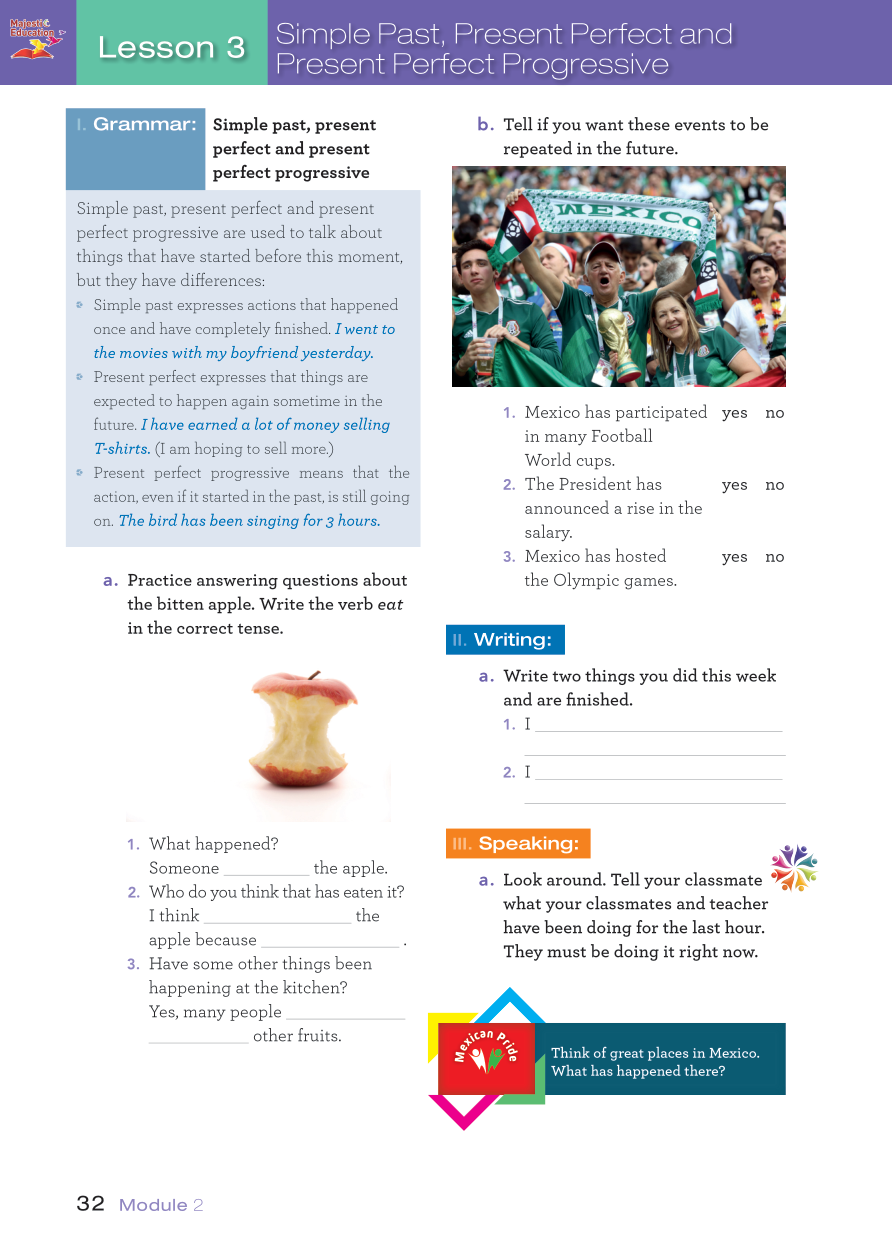 Majestic
Education
Lesson 3
Simple Past, Present Perfect and
Present Perfect Progressive
I. Grammar:
Simple past, present
perfect and present
perfect progressive
Simple past, present perfect and present
perfect progressive are used to talk about
things that have started before this moment,
but they have differences:
Simple past expresses actions that happened
once and have completely finished. I went to
the movies with my boyfriend yesterday.
Present perfect expresses that things are
expected to happen again sometime in the
future. I have earned a lot of money selling
T-shirts. (I am hoping to sell more.)
Present perfect progressive means that the
action, even if it started in the past, is still going
on. The bird has been singing for 3 hours.
a. Practice answering questions about
the bitten apple. Write the verb eat
in the correct tense.
1. What happened?
Someone __________ the apple.
2. Who do you think that has eaten it?
I think __________________ the
apple because _________________ .
3. Have some other things been
happening at the kitchen?
Yes, many people ______________
____________ other fruits.
b. Tell if you want these events to be
repeated in the future.
MEXICO
1. Mexico has participated yes no
in many Football
World cups.
2. The President has yes no
announced a rise in the
salary.
3. Mexico has hosted yes no
the Olympic games.
II. Writing:
a. Write two things you did this week
and are finished.
1. I ______________________________
________________________________
2. I ______________________________
________________________________
III. Speaking:
a. Look around. Tell your classmate
what your classmates and teacher
have been doing for the last hour.
They must be doing it right now.
Mexican Pride
Think of great places in Mexico.
What has happened there?
32 Module 2